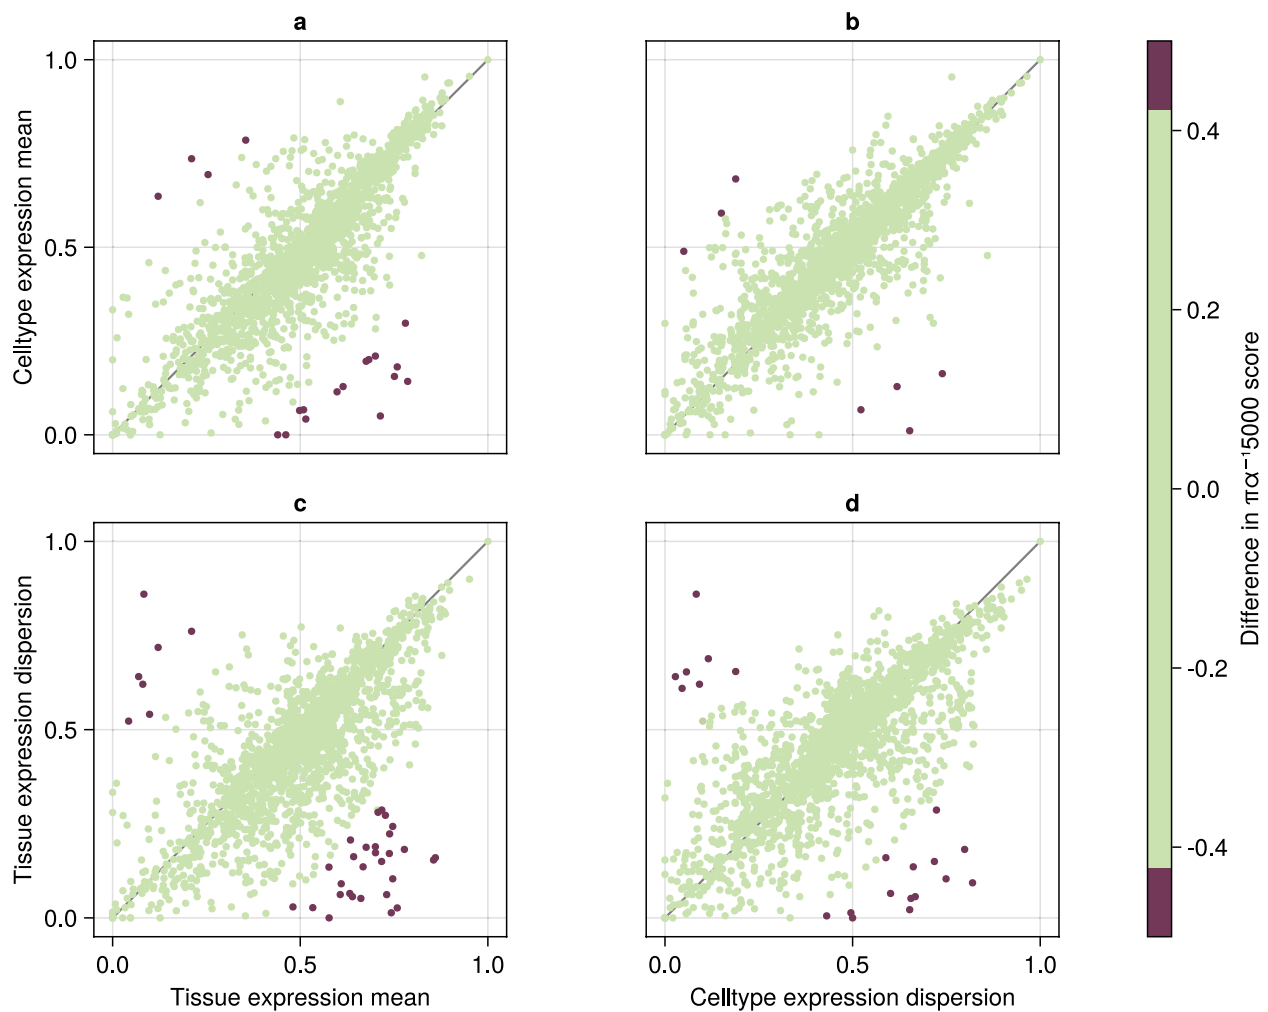 a
b
1.0
0.5
0.0
Celltype expression mean
c
d
1.0
0.5
0.0
Tissue expression dispersion
0.0 0.5 1.0
0.0 0.5 1.0
Tissue expression mean
Celltype expression dispersion
0.4
0.2
0.0
-0.2
-0.4
Difference in πα⁻¹5000 score